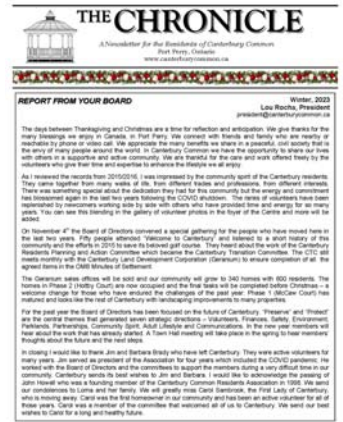 THE CHRONICLE
A Newsletter for the Residents of Canterbury Common
Port Perry, Ontario
www.canterburycommon.ca
REPORT FROM YOUR BOARD
Winter, 2023
Lou Rocha, President
president@canterburycommon.ca
The days between Thanksgiving and Christmas are a time for reflection and anticipation. We give thanks for the
many blessings we enjoy in Canada, in Port Perry. We connect with friends and family who are nearby or
reachable by phone or video call. We appreciate the many benefits we share in a peaceful, civil society that is
the envy of many people around the world. In Canterbury Common we have the opportunity to share our lives
with others in a supportive and active community. We are thankful for the care and work offered freely by the
volunteers who give their time and expertise to enhance the lifestyle we all enjoy.
As I reviewed the records from 2015/2016, I was impressed by the community spirit of the Canterbury residents.
They came together from many walks of life, from different trades and professions, from different interests.
There was something special about the dedication they had for this community but the energy and commitment
has blossomed again in the last two years following the COVID shutdown. The ranks of volunteers have been
replenished by newcomers working side by side with others who have provided time and energy for so many
years. You can see this blending in the gallery of volunteer photos in the foyer of the Centre and more will be
added.
On November 4th the Board of Directors convened a special gathering for the people who have moved here in
the last two years. Fifty people attended "Welcome to Canterbury" and listened to a short history of this
community and the efforts in 2015 to save its beloved golf course. They heard about the work of the Canterbury
Residents Planning and Action Committee which became the Canterbury Transition Committee. The CTC still
meets monthly with the Canterbury Land Development Corporation (Geranium) to ensure completion of all the
agreed items in the OMB Minutes of Settlement.
The Geranium sales offices will be sold and our community will grow to 340 homes with 600 residents. The
homes in Phase 2 (Hotlby Court) are now occupied and the final tasks will be completed before Christmas – a
welcome change for those who have endured the challenges of the past year. Phase 1 (McCaw Court) has
matured and looks like the rest of Canterbury with landscaping improvements to many properties.
For the past year the Board of Directors has been focused on the future of Canterbury. "Preserve" and "Protect"
are the central themes that generated seven strategic directions – Volunteers, Finances, Safety, Environment,
Parklands, Partnerships, Community Spirit, Adult Lifestyle and Communications. In the new year members will
hear about the work that has already started. A Town Hall meeting will take place in the spring to hear members'
thoughts about the future and the next steps.
In closing I would like to thank Jim and Barbara Brady who have left Canterbury. They were active volunteers for
many years. Jim served as president of the Association for four years which included the COVID pandemic. He
worked with the Board of Directors and the committees to support the members during a very difficult time in our
community. Canterbury sends its best wishes to Jim and Barbara. I would like to acknowledge the passing of
John Howell who was a founding member of the Canterbury Common Residents Association in 1998. We send
our condolences to Lorna and her family. We will greatly miss Carol Sambrook, the First Lady of Canterbury,
who is moving away. Carol was the first homeowner in our community and has been an active volunteer for all of
those years. Carol was a member of the committee that welcomed all of us to Canterbury. We send our best
wishes to Carol for a long and healthy future.